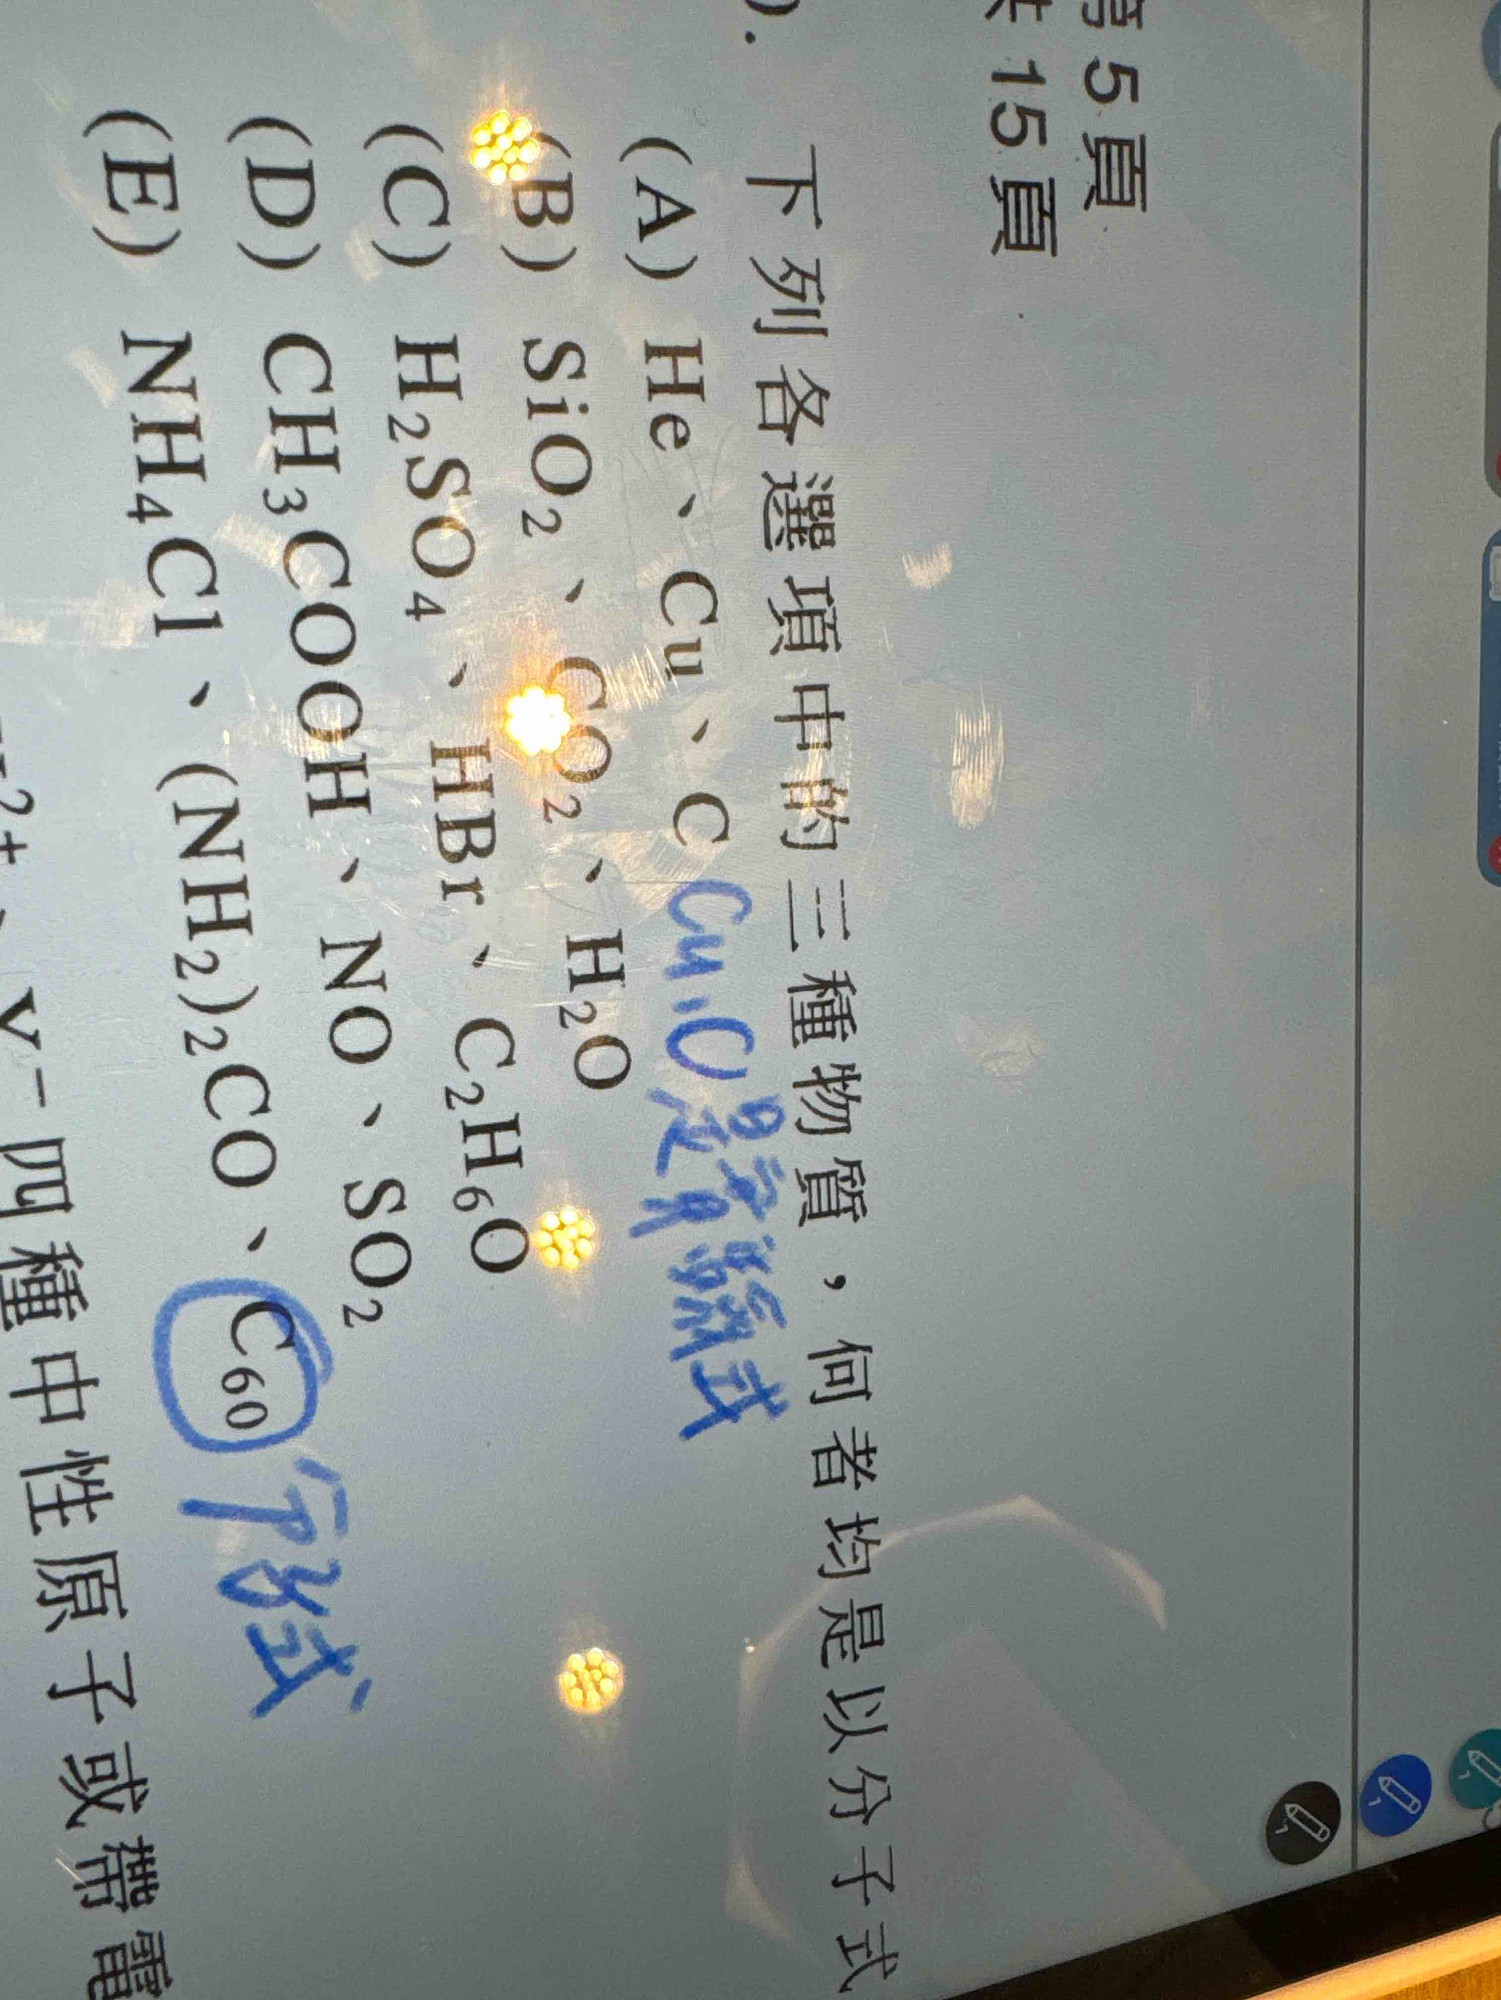 第 5 頁
共 15 頁
下列各選項中的三種物質，何者均是以分子式
(A) He、Cu、C Cu、C是實驗式
(B) SiO₂、CO₂、H₂O
(C) H₂SO₄、HBr、C₂H₆O
(D) CH₃COOH、NO、SO₂
(E) NH₄Cl、(NH₂)₂CO、C₆₀ 分子式
四種中性原子或帶電